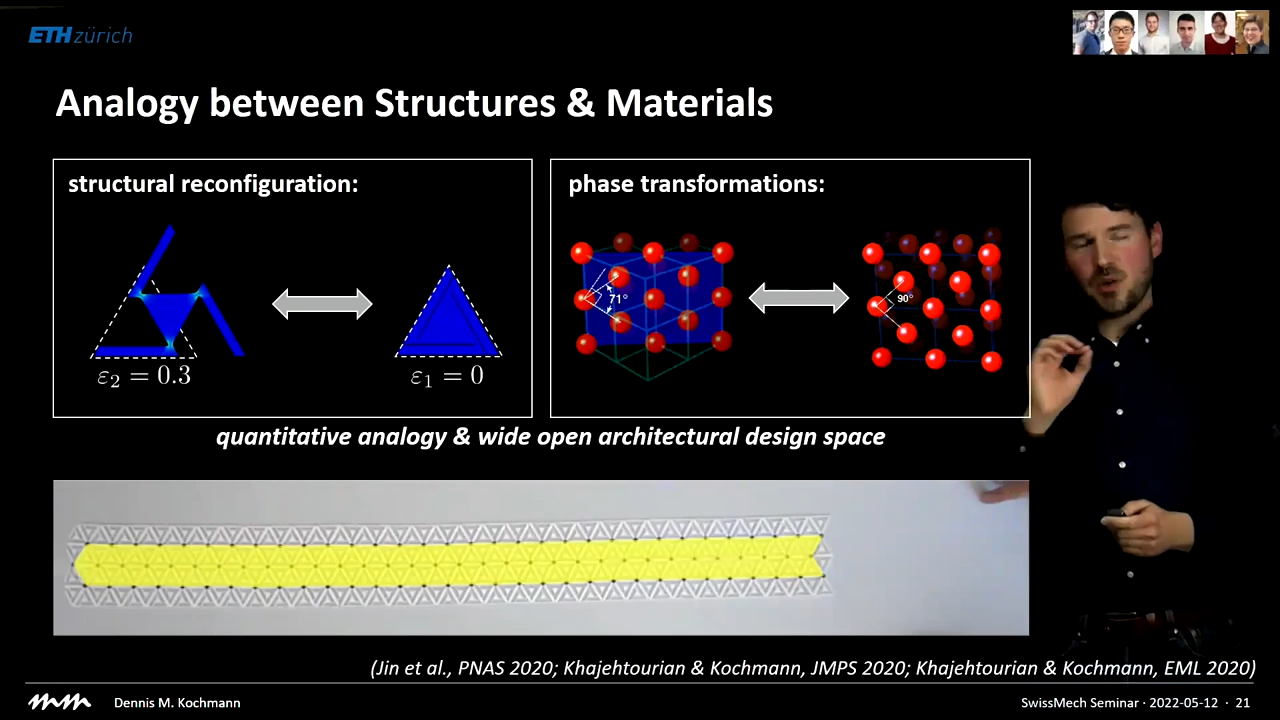 ETH zürich
Analogy between Structures & Materials
structural reconfiguration:
ε₂ = 0.3
ε₁ = 0
phase transformations:
71°
90°
quantitative analogy & wide open architectural design space
(Jin et al., PNAS 2020; Khajehtourian & Kochmann, JMPS 2020; Khajehtourian & Kochmann, EML 2020)
Dennis M. Kochmann
SwissMech Seminar · 2022-05-12 · 21